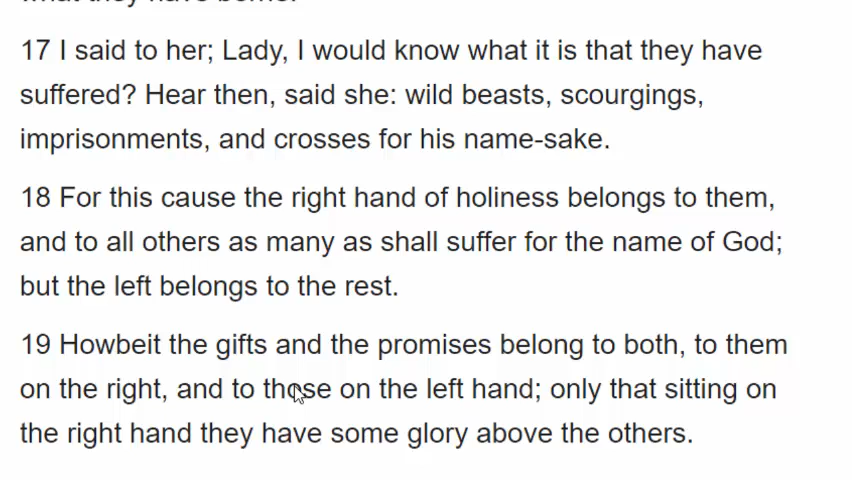 what they have borne.
17 I said to her; Lady, I would know what it is that they have
suffered? Hear then, said she: wild beasts, scourgings,
imprisonments, and crosses for his name-sake.
18 For this cause the right hand of holiness belongs to them,
and to all others as many as shall suffer for the name of God;
but the left belongs to the rest.
19 Howbeit the gifts and the promises belong to both, to them
on the right, and to those on the left hand; only that sitting on
the right hand they have some glory above the others.